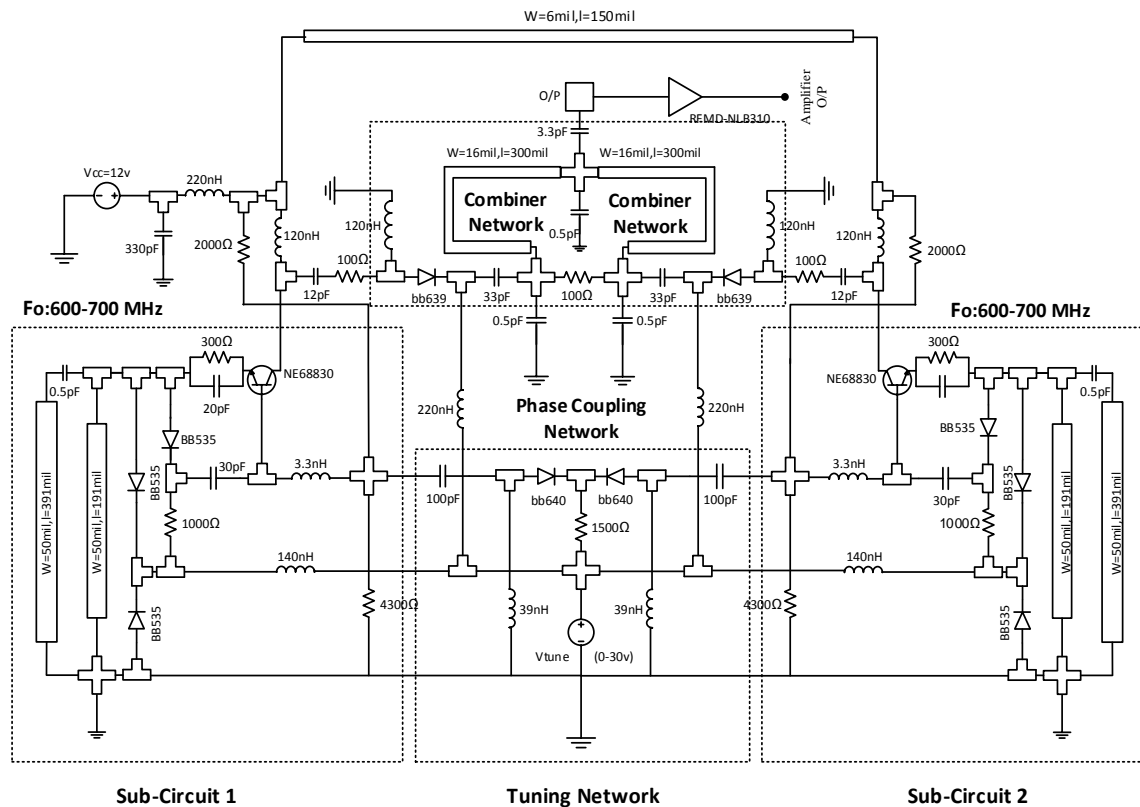 W=6mil,l=150mil
O/P
Amplifier O/P
RFMD-NLB310
3.3pF
W=16mil,l=300mil
W=16mil,l=300mil
Vcc=12v
220nH
Combiner Network
Combiner Network
0.5pF
330pF
2000Ω
120nH
120nH
120nH
120nH
2000Ω
100Ω
100Ω
12pF
bb639
33pF
100Ω
33pF
bb639
12pF
Fo:600-700 MHz
Fo:600-700 MHz
0.5pF
0.5pF
300Ω
NE68830
20pF
0.5pF
300Ω
NE68830
20pF
0.5pF
220nH
Phase Coupling Network
220nH
BB535
BB535
30pF
3.3nH
3.3nH
30pF
BB535
BB535
W=50mil,l=391mil
W=50mil,l=191mil
W=50mil,l=191mil
W=50mil,l=391mil
100pF
bb640
bb640
100pF
1000Ω
1500Ω
1000Ω
140nH
140nH
BB535
4300Ω
39nH
39nH
4300Ω
BB535
Vtune
(0-30v)
Sub-Circuit 1
Tuning Network
Sub-Circuit 2